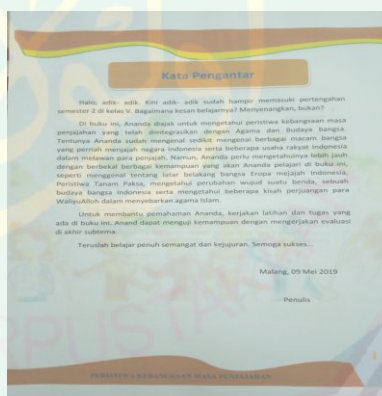 Kata Pengantar
Halo, adik- adik. Kini adik- adik sudah hampir memasuki pertengahan
semester 2 di kelas V. Bagaimana kesan belajarnya? Menyenangkan, bukan?
Di buku ini, Ananda diajak untuk mengetahui peristiwa kebangsaan masa
penjajahan yang telah diintegrasikan dengan Agama dan Budaya bangsa.
Tentunya Ananda sudah mengenal sedikit mengenai berbagai macam bangsa
yang pernah menjajah negara Indonesia serta beberapa usaha rakyat Indonesia
dalam melawan para penjajah. Namun, Ananda perlu mengetahuinya lebih jauh
dengan berbekal berbagai kemampuan yang akan Ananda pelajari di buku ini,
seperti menggenai tentang latar belakang bangsa Eropa mejajah Indonesia,
Peristiwa Tanam Paksa, mengetahui perubahan wujud suatu benda, sebuah
budaya bangsa Indonesia serta mengetahui beberapa kisah perjuangan para
WaliyuAlloh dalam menyebarkan agama Islam.
Untuk membantu pemahaman Ananda, kerjakan latihan dan tugas yang
ada di buku ini. Anand dapat menguji kemampuan dengan mengerjakan evaluasi
di akhir subtema.
Teruslah belajar penuh semangat dan kejujuran. Semoga sukses...
Malang, 09 Mei 2019
Penulis
PERISTIWA KEBANGSAAN MASA PENJAJAHAN